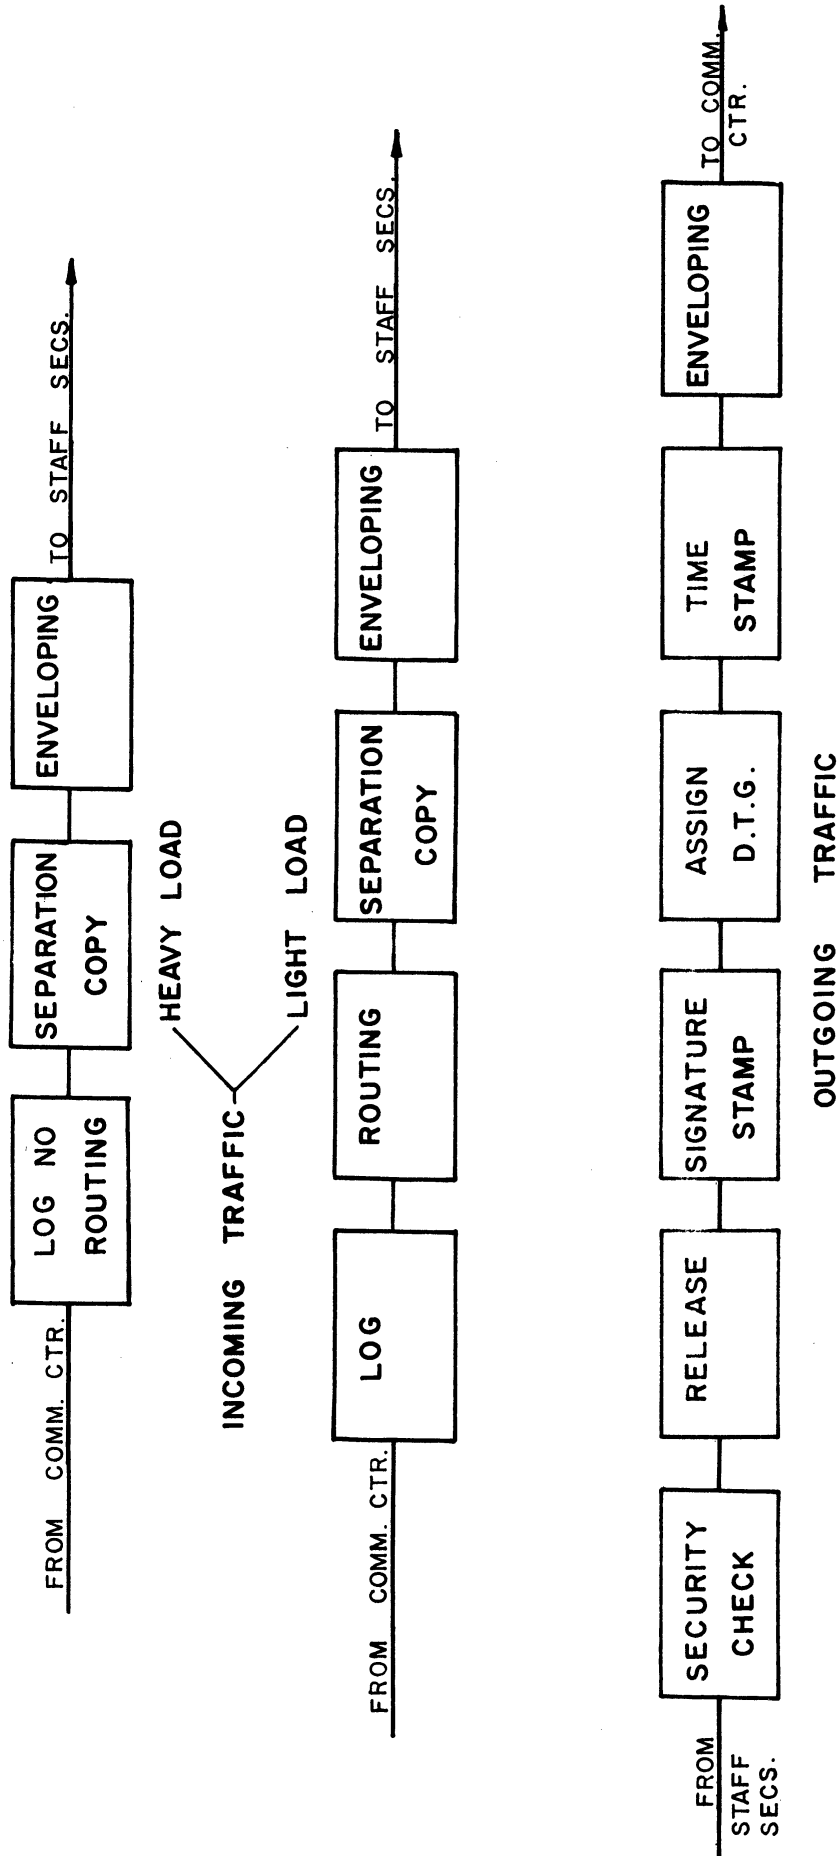 FROM COMM. CTR.
LOG NO
ROUTING
SEPARATION
COPY
ENVELOPING
TO STAFF SECS.
INCOMING TRAFFIC
HEAVY LOAD
LIGHT LOAD
FROM COMM. CTR.
LOG
ROUTING
SEPARATION
COPY
ENVELOPING
TO STAFF SECS.
FROM
STAFF
SECS.
SECURITY
CHECK
RELEASE
SIGNATURE
STAMP
ASSIGN
D.T.G.
TIME
STAMP
ENVELOPING
TO COMM.
CTR.
OUTGOING TRAFFIC